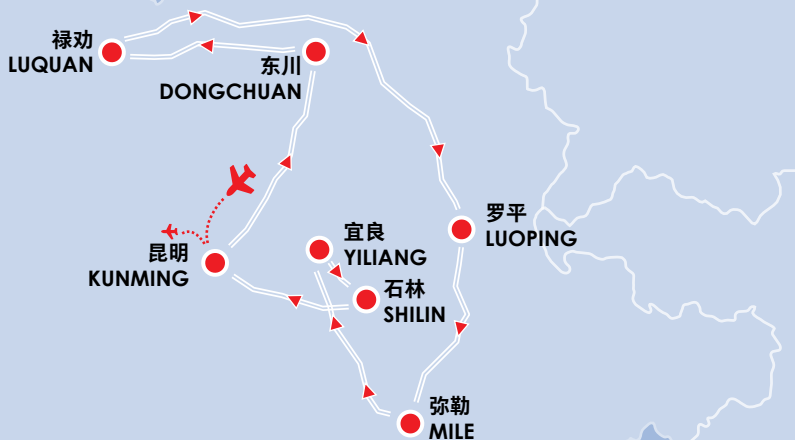 禄劝
LUQUAN
东川
DONGCHUAN
罗平
LUOPING
宜良
YILIANG
昆明
KUNMING
石林
SHILIN
弥勒
MILE